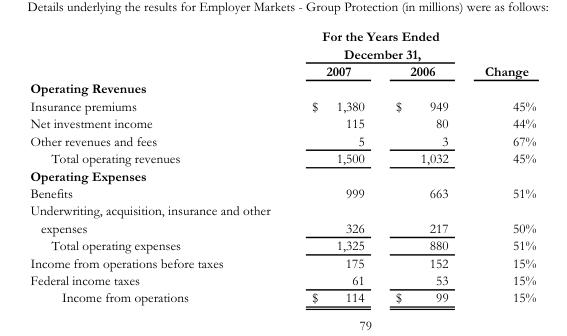 Details underlying the results for Employer Markets - Group Protection (in millions) were as follows:
For the Years Ended
December 31,
2007 2006 Change
Operating Revenues
Insurance premiums $ 1,380 $ 949 45%
Net investment income 115 80 44%
Other revenues and fees 5 3 67%
Total operating revenues 1,500 1,032 45%
Operating Expenses
Benefits 999 663 51%
Underwriting, acquisition, insurance and other
expenses 326 217 50%
Total operating expenses 1,325 880 51%
Income from operations before taxes 175 152 15%
Federal income taxes 61 53 15%
Income from operations $ 114 $ 99 15%
79